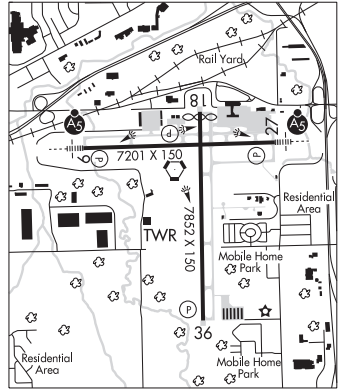 Rail Yard
18
A5
A5
P
27
9
P
7201 X 150
P
Residential
Area
7852 X 150
TWR
Mobile Home
Park
P
36
Residential
Area
Mobile Home
Park